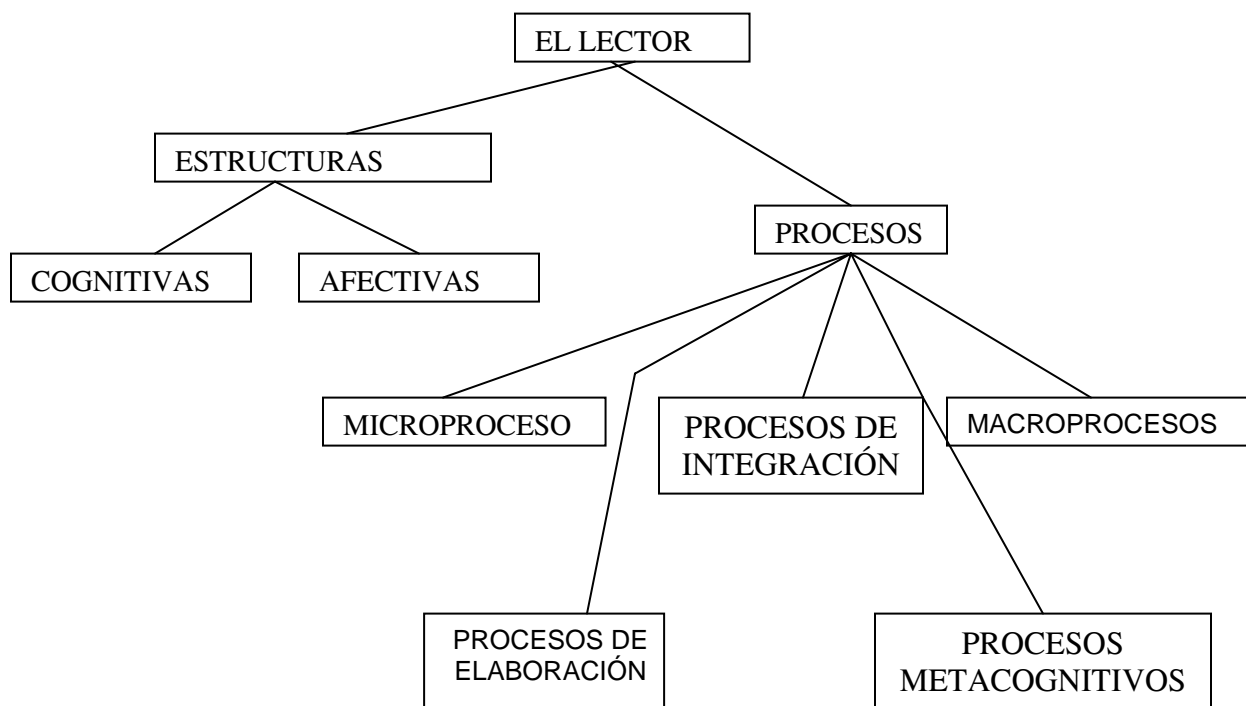 EL LECTOR
ESTRUCTURAS
PROCESOS
COGNITIVAS
AFECTIVAS
MICROPROCESO
PROCESOS DE
INTEGRACIÓN
MACROPROCESOS
PROCESOS DE
ELABORACIÓN
PROCESOS
METACOGNITIVOS